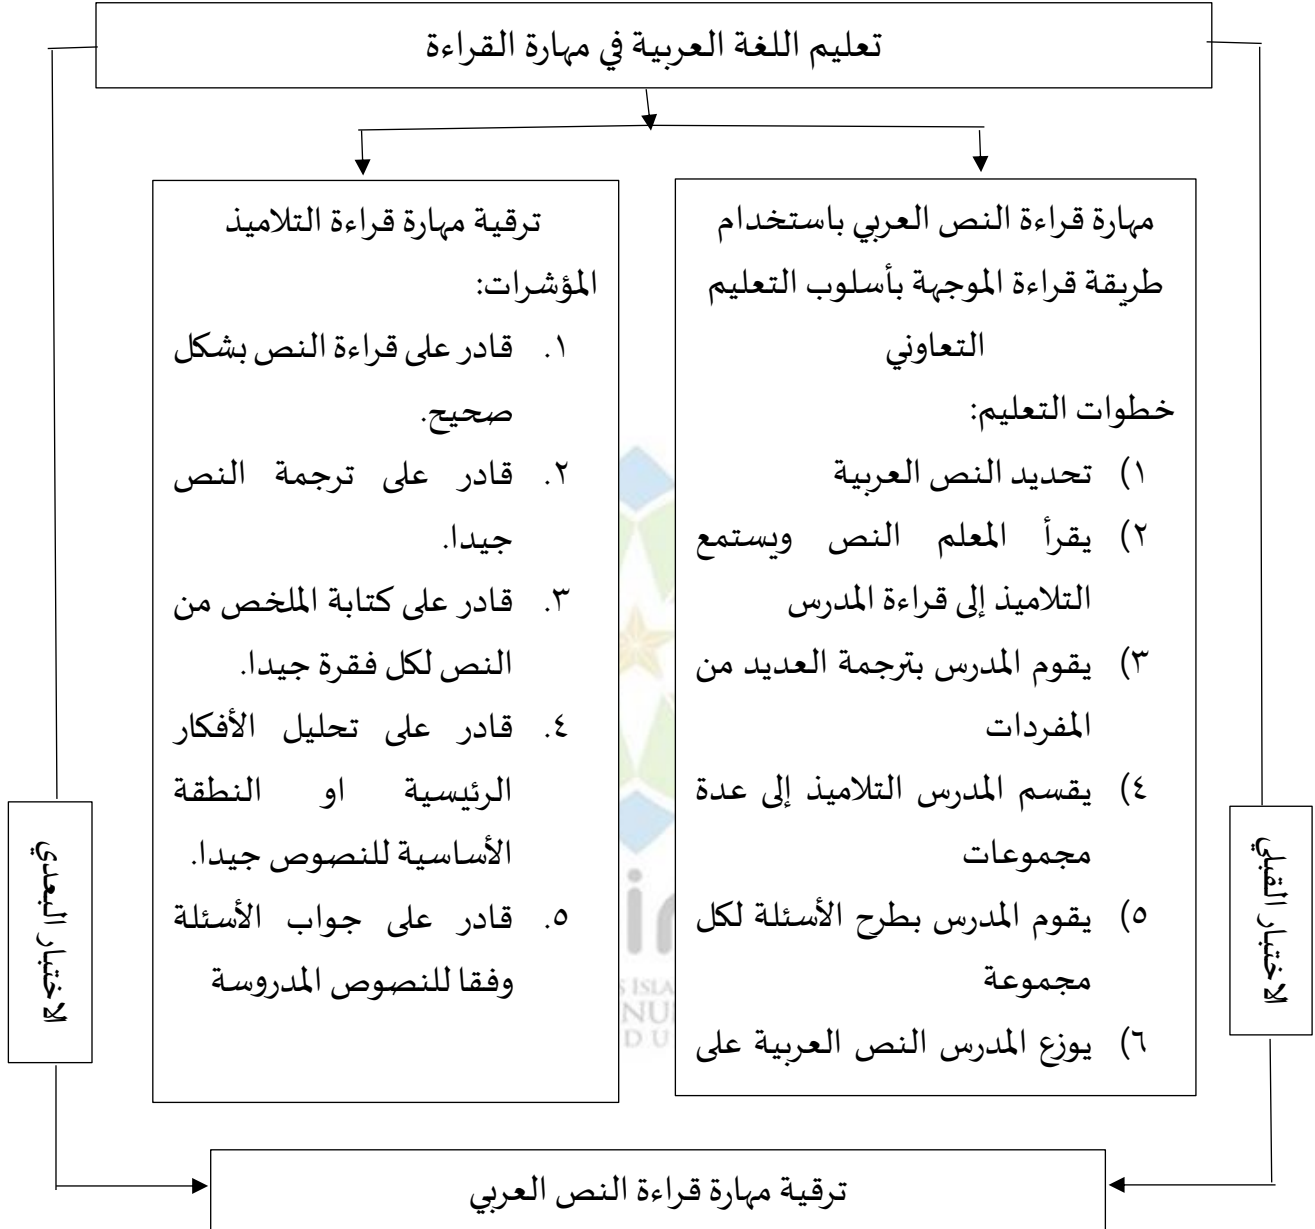 تعليم اللغة العربية في مهارة القراءة
مهارة قراءة النص العربي باستخدام
طريقة قراءة الموجهة بأسلوب التعليم
التعاوني
خطوات التعليم:
١) تحديد النص العربية
٢) يقرأ المعلم النص ويستمع
التلاميذ إلى قراءة المدرس
٣) يقوم المدرس بترجمة العديد من
المفردات
٤) يقسم المدرس التلاميذ إلى عدة
مجموعات
٥) يقوم المدرس بطرح الأسئلة لكل
مجموعة
٦) يوزع المدرس النص العربية على
ترقية مهارة قراءة التلاميذ
المؤشرات:
١. قادر على قراءة النص بشكل
صحيح.
٢. قادر على ترجمة النص
جيدا.
٣. قادر على كتابة الملخص من
النص لكل فقرة جيدا.
٤. قادر على تحليل الأفكار
الرئيسية او النطقة
الأساسية للنصوص جيدا.
٥. قادر على جواب الأسئلة
وفقا للنصوص المدروسة
الاختبار القبلي
الاختبار البعدي
ترقية مهارة قراءة النص العربي